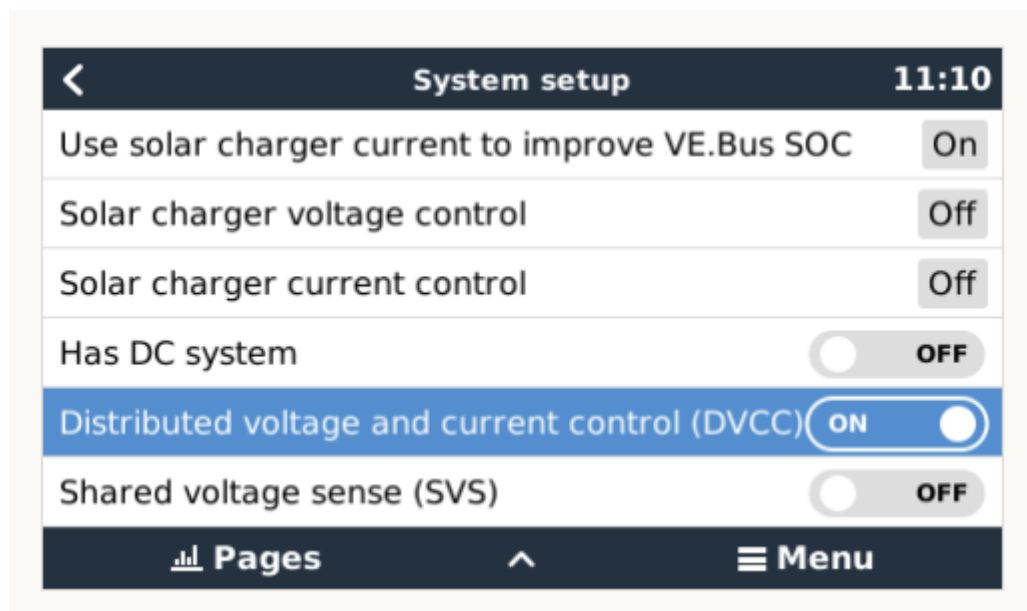 System setup 11:10
Use solar charger current to improve VE.Bus SOC On
Solar charger voltage control Off
Solar charger current control Off
Has DC system OFF
Distributed voltage and current control (DVCC) ON
Shared voltage sense (SVS) OFF
Pages Menu